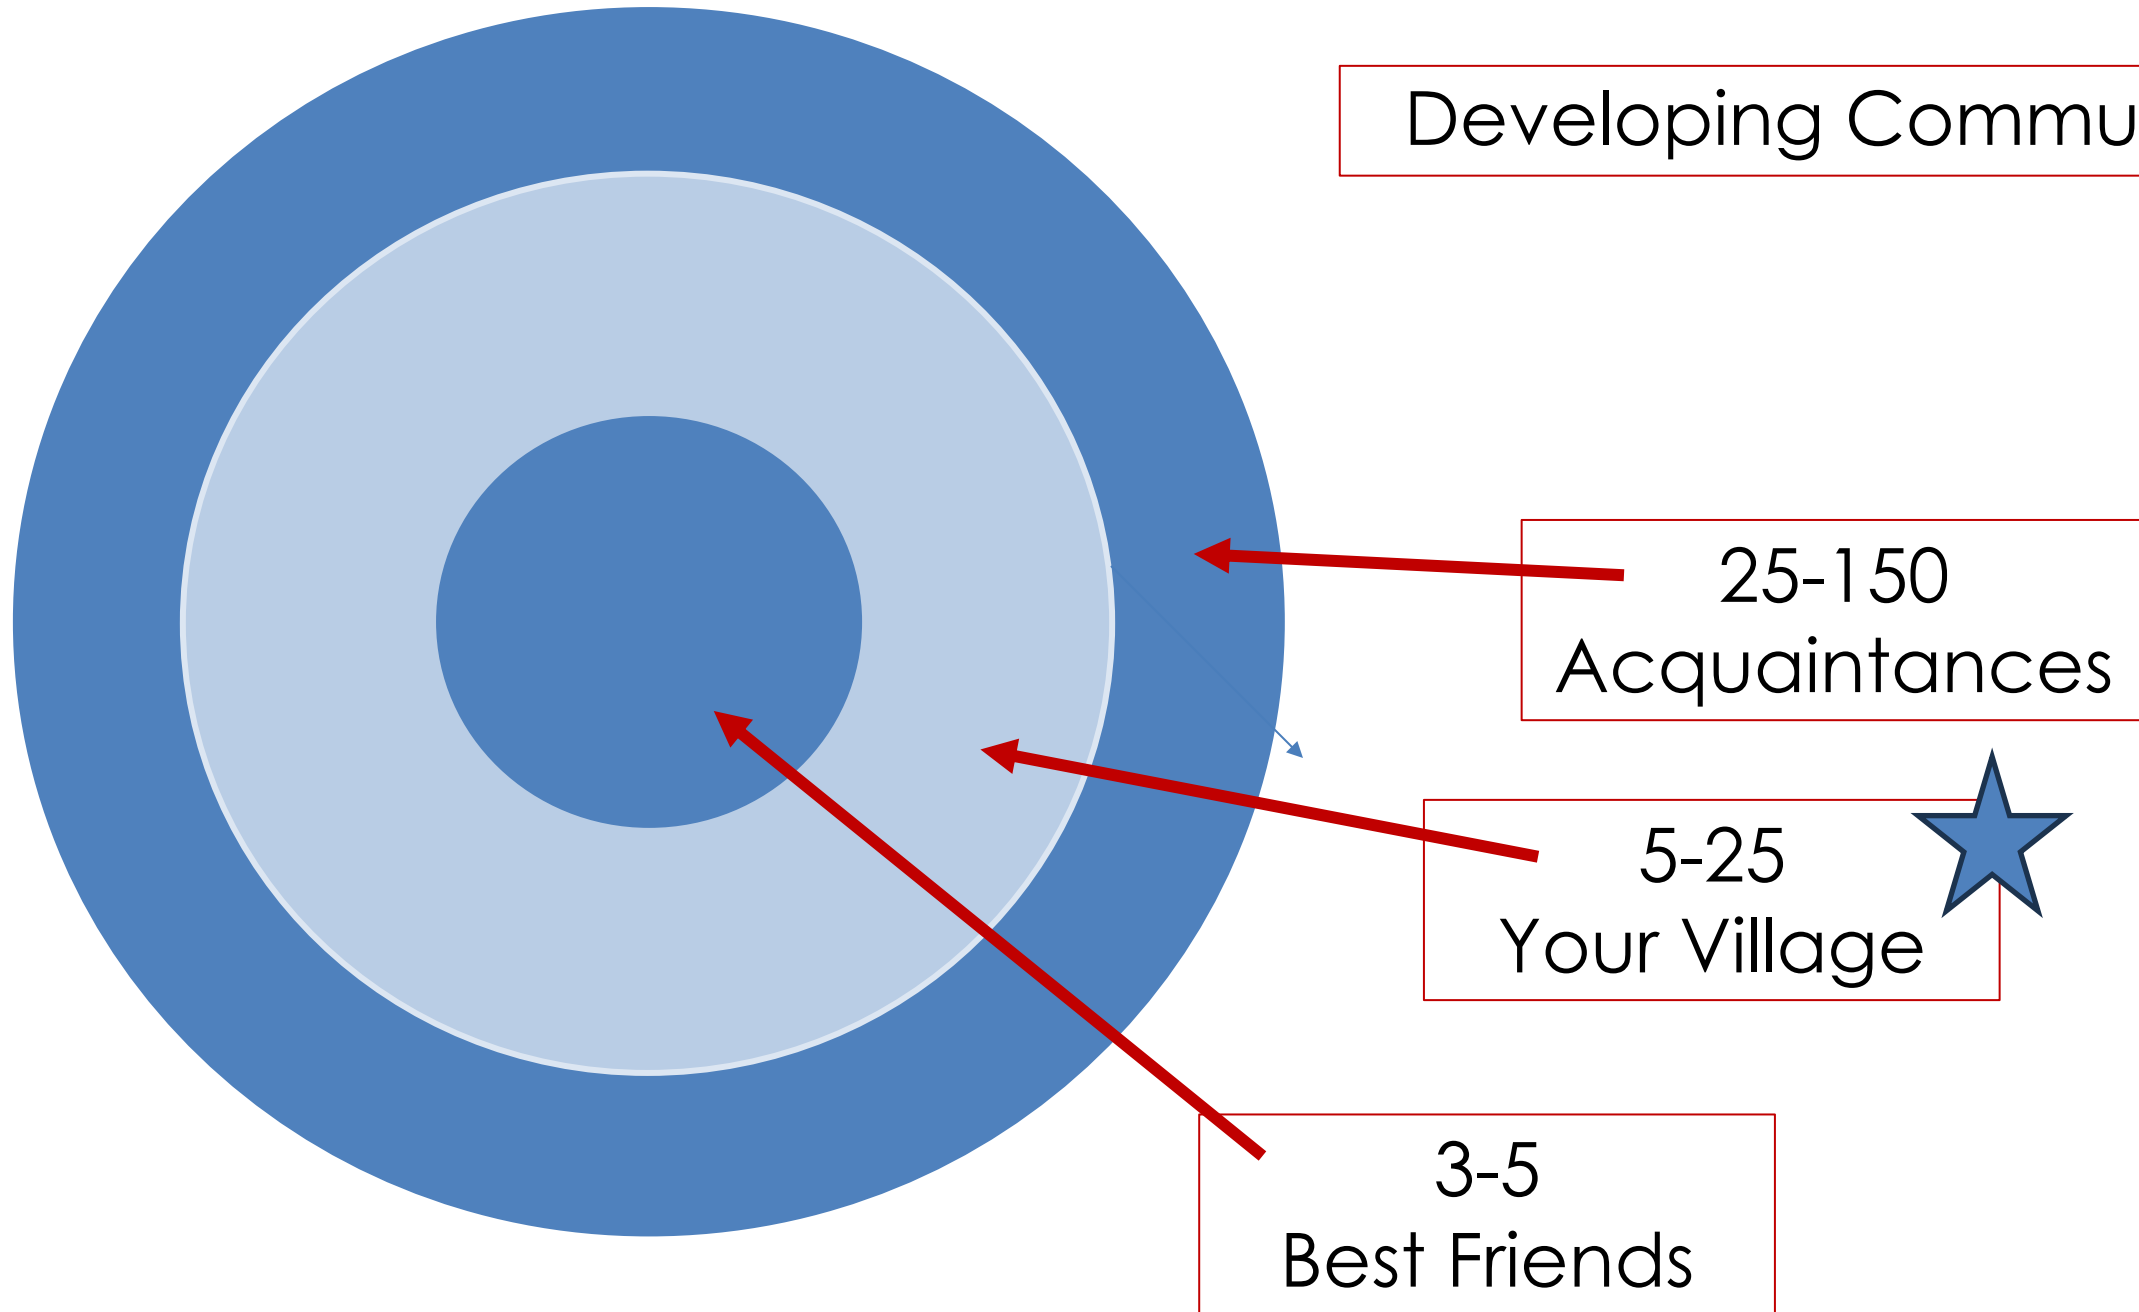 Developing Commu
25-150
Acquaintances
5-25
Your Village
3-5
Best Friends